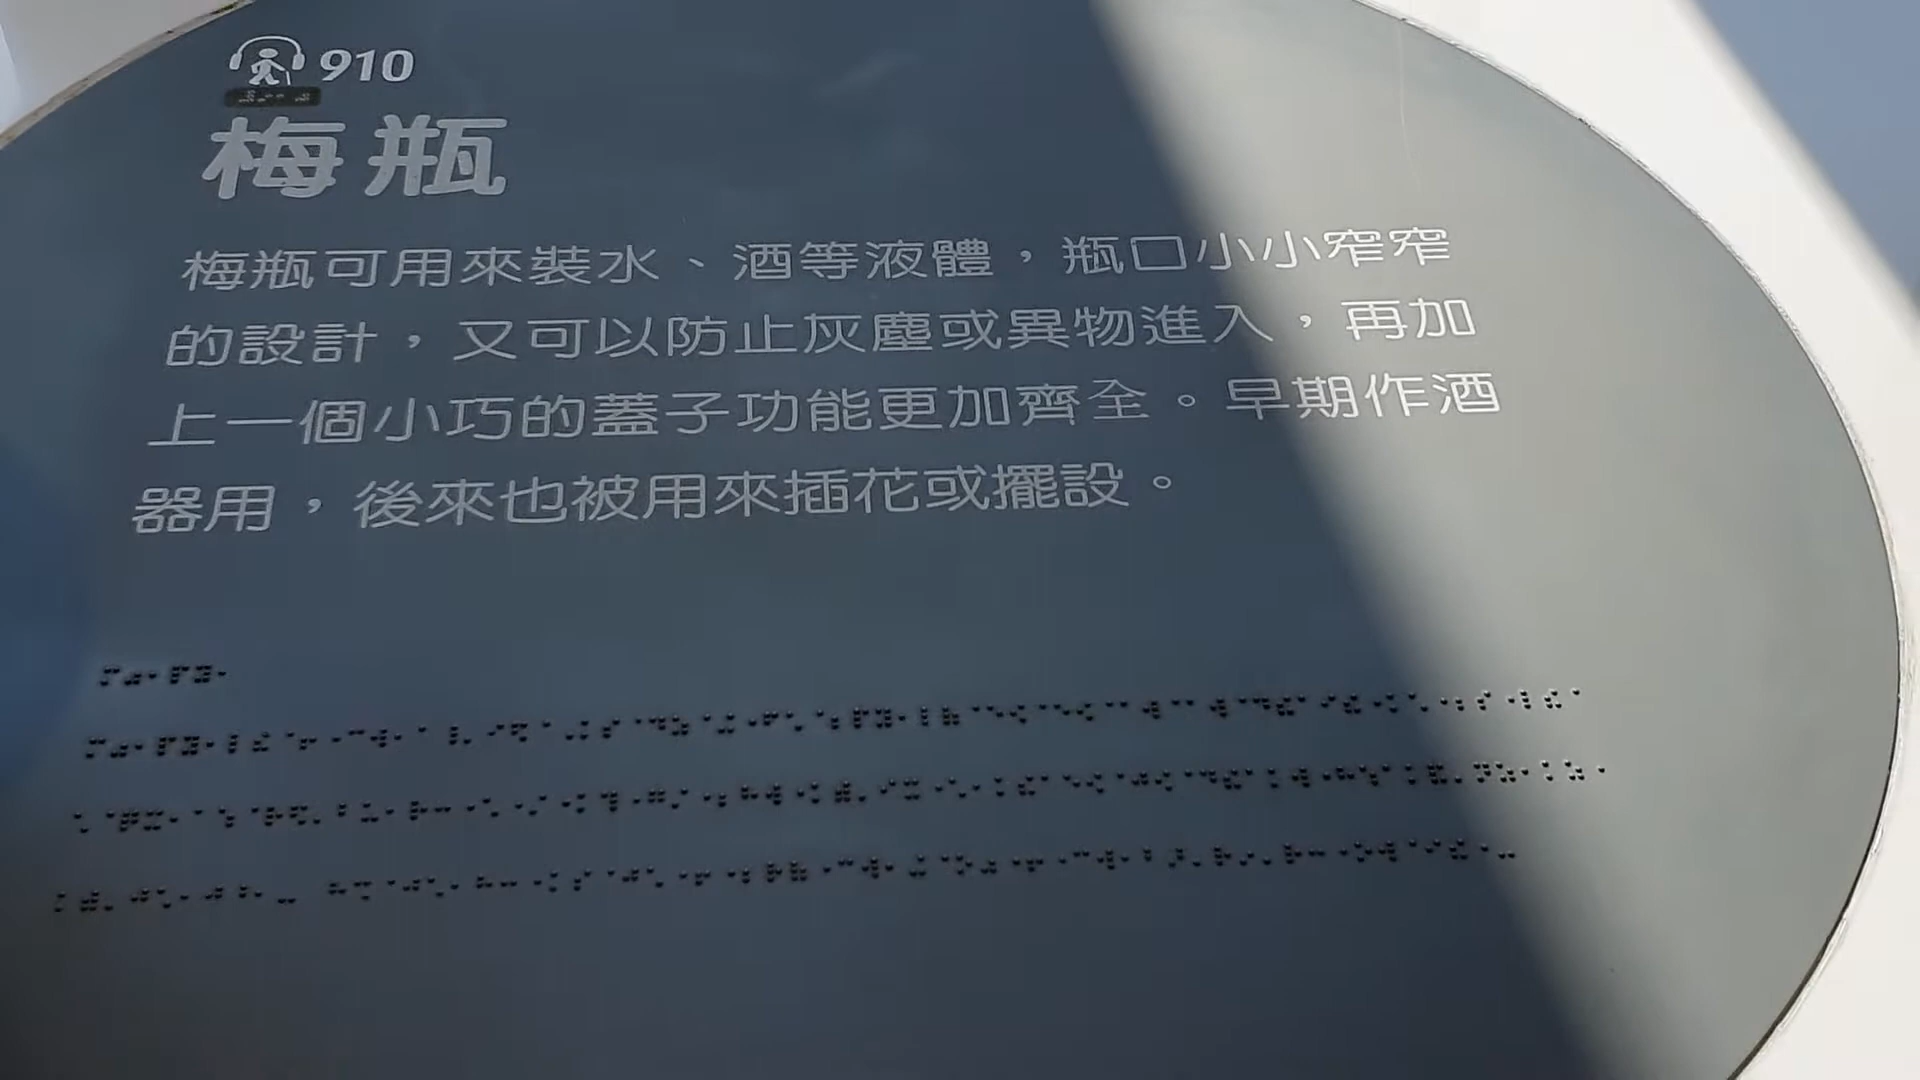 910
梅瓶
梅瓶可用來裝水、酒等液體，瓶口小小窄窄
的設計，又可以防止灰塵或異物進入，再加
上一個小巧的蓋子功能更加齊全。早期作酒
器用，後來也被用來插花或擺設。